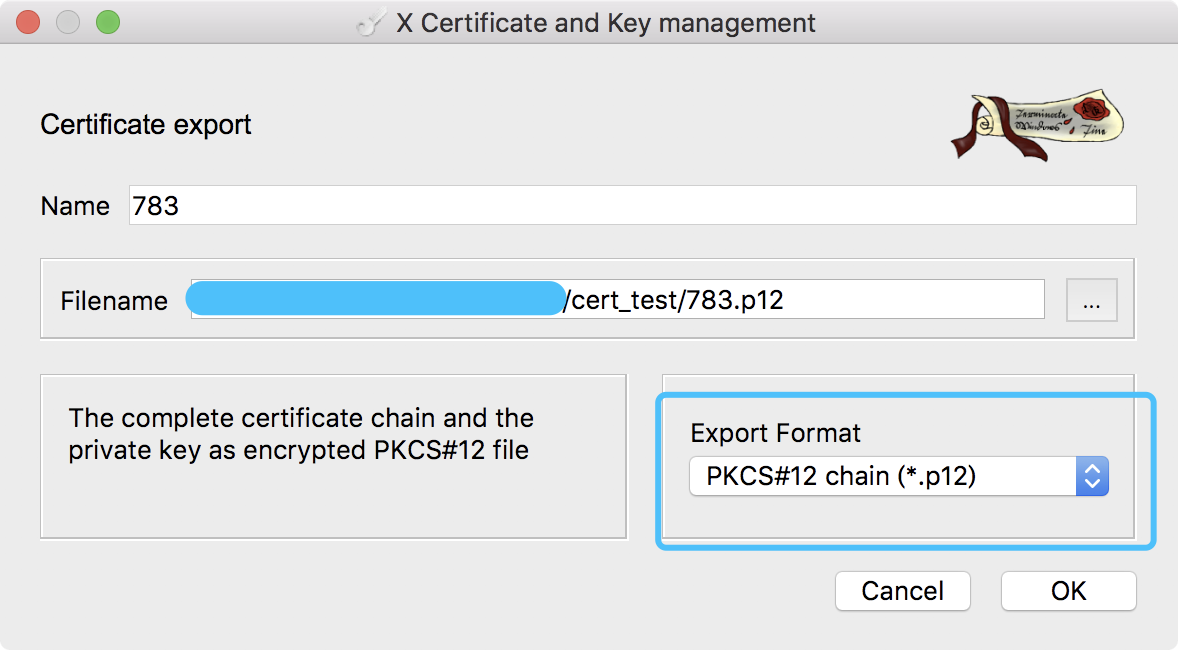 X Certificate and Key management
Certificate export
Name 783
Filename /cert_test/783.p12 ...
The complete certificate chain and the
private key as encrypted PKCS#12 file
Export Format
PKCS#12 chain (*.p12)
Cancel OK